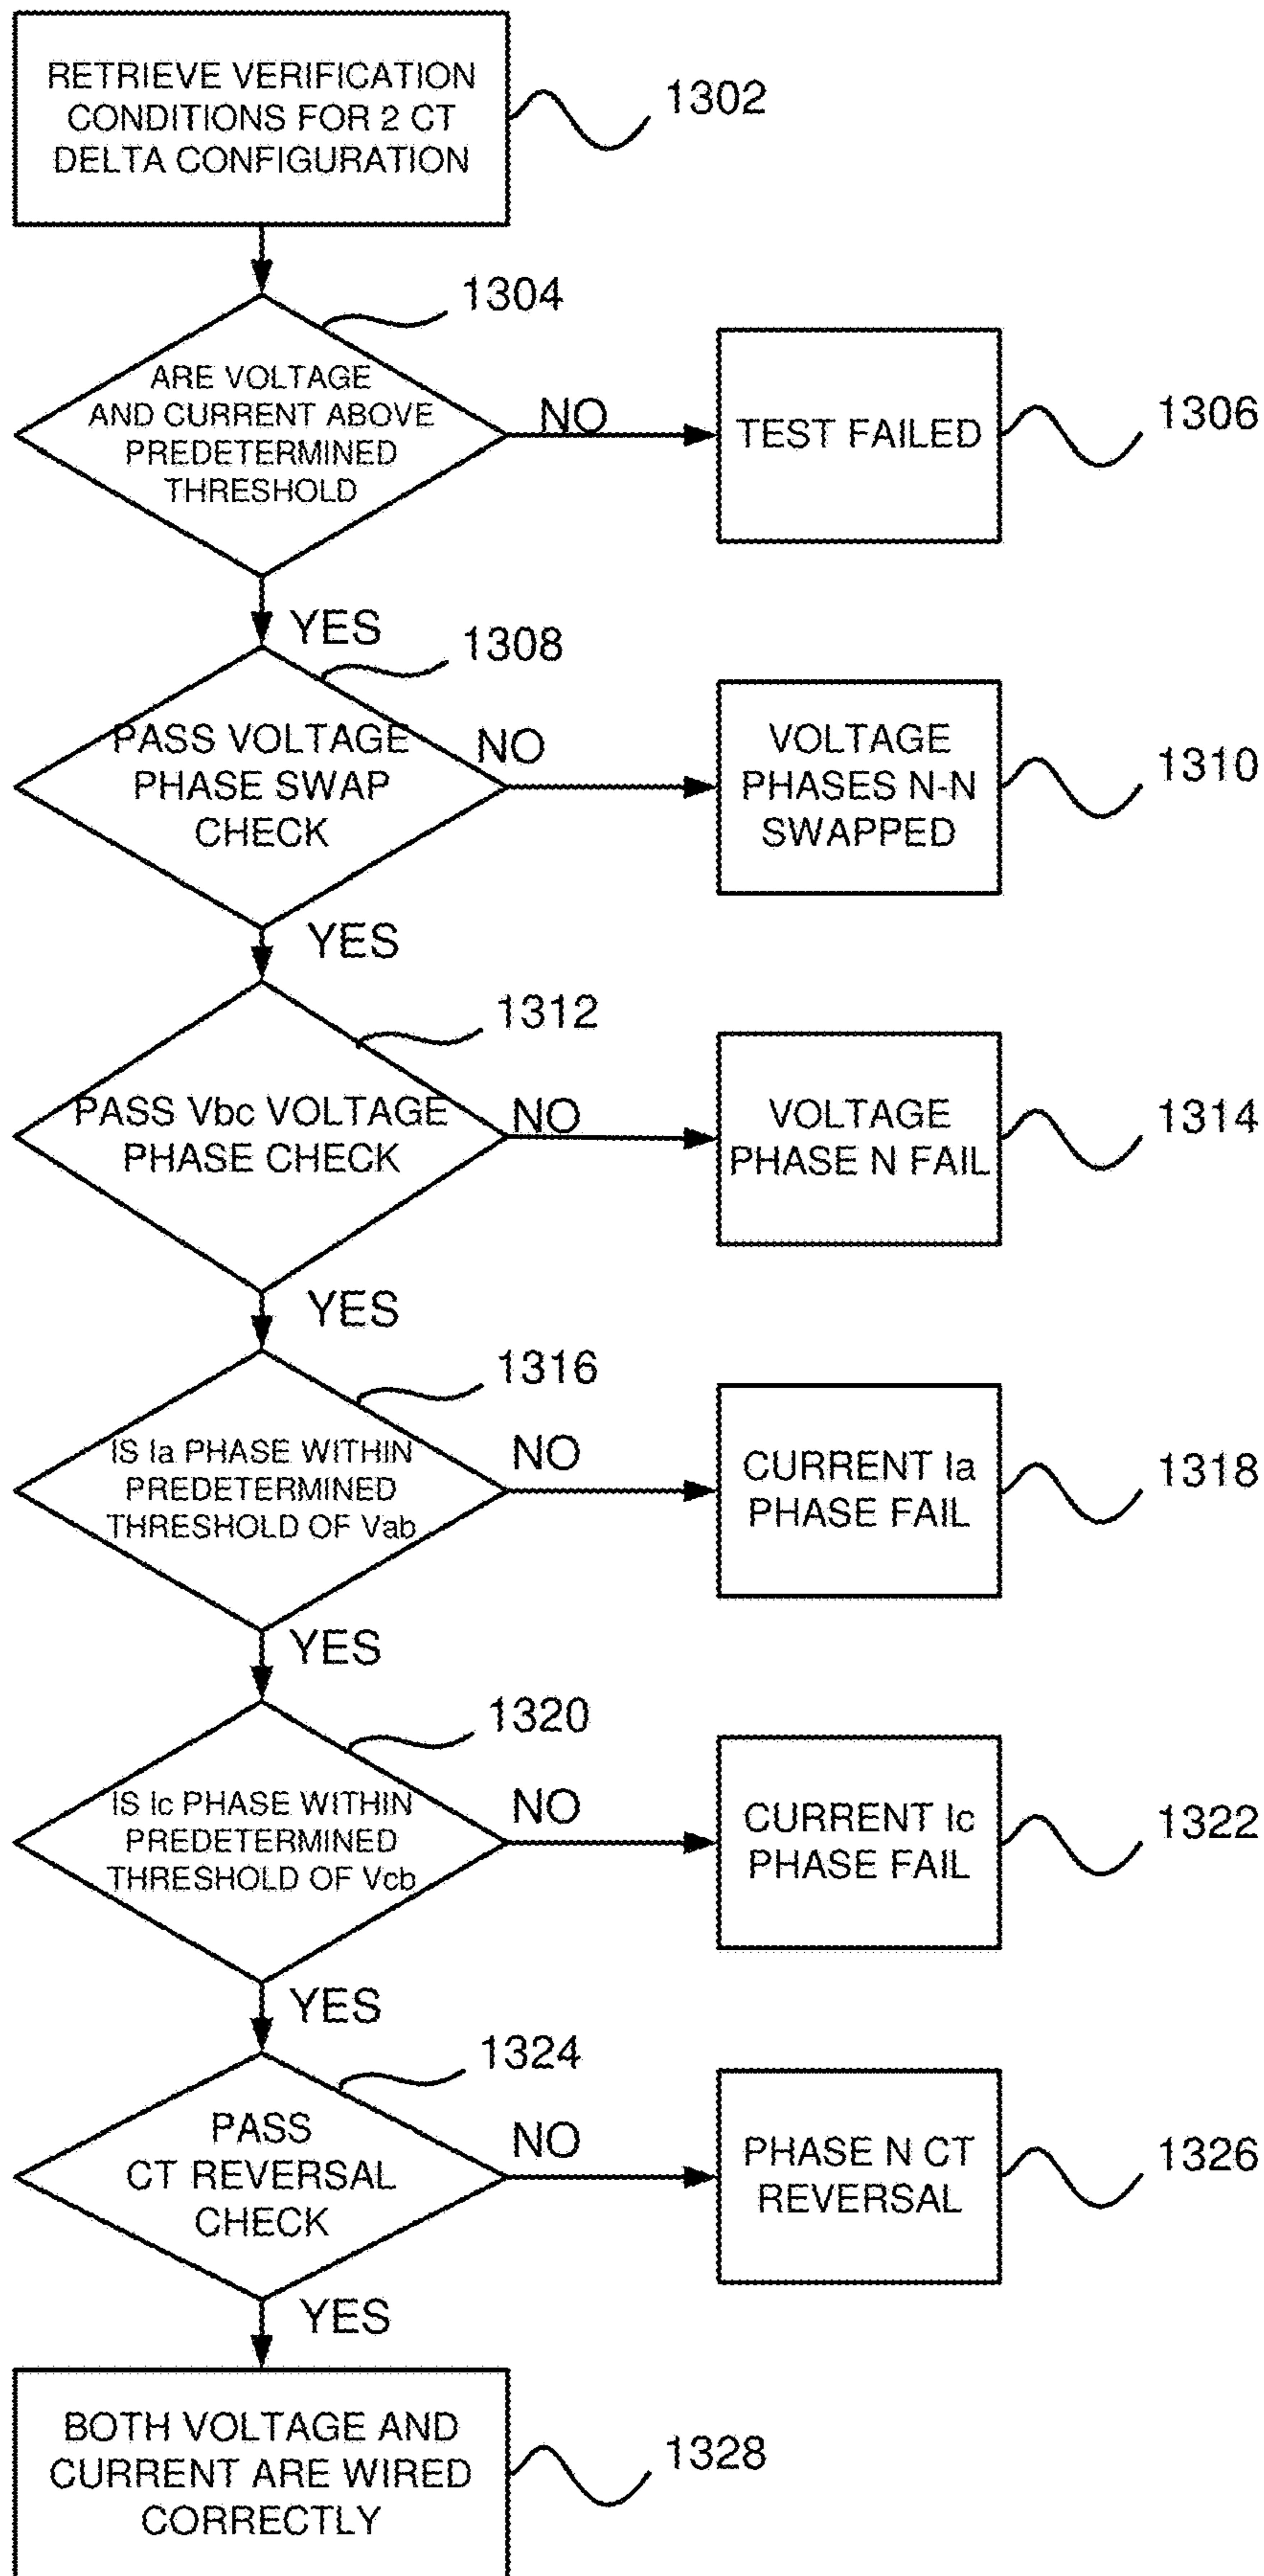 RETRIEVE VERIFICATION
CONDITIONS FOR 2 CT
DELTA CONFIGURATION
1302
1304
ARE VOLTAGE
AND CURRENT ABOVE
PREDETERMINED
THRESHOLD
NO
TEST FAILED
1306
YES
1308
PASS VOLTAGE
PHASE SWAP
CHECK
NO
VOLTAGE
PHASES N-N
SWAPPED
1310
YES
1312
PASS Vbc VOLTAGE
PHASE CHECK
NO
VOLTAGE
PHASE N FAIL
1314
YES
1316
IS Ia PHASE WITHIN
PREDETERMINED
THRESHOLD OF Vab
NO
CURRENT Ia
PHASE FAIL
1318
YES
1320
IS Ic PHASE WITHIN
PREDETERMINED
THRESHOLD OF Vcb
NO
CURRENT Ic
PHASE FAIL
1322
YES
1324
PASS
CT REVERSAL
CHECK
NO
PHASE N CT
REVERSAL
1326
YES
BOTH VOLTAGE AND
CURRENT ARE WIRED
CORRECTLY
1328